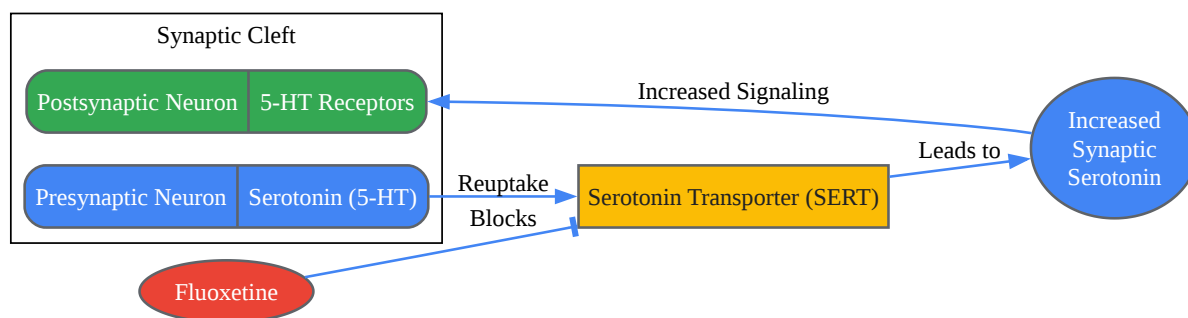 Synaptic Cleft
Postsynaptic Neuron
5-HT Receptors
Increased Signaling
Increased
Synaptic
Serotonin
Leads to
Presynaptic Neuron
Serotonin (5-HT)
Reuptake
Blocks
Serotonin Transporter (SERT)
Fluoxetine